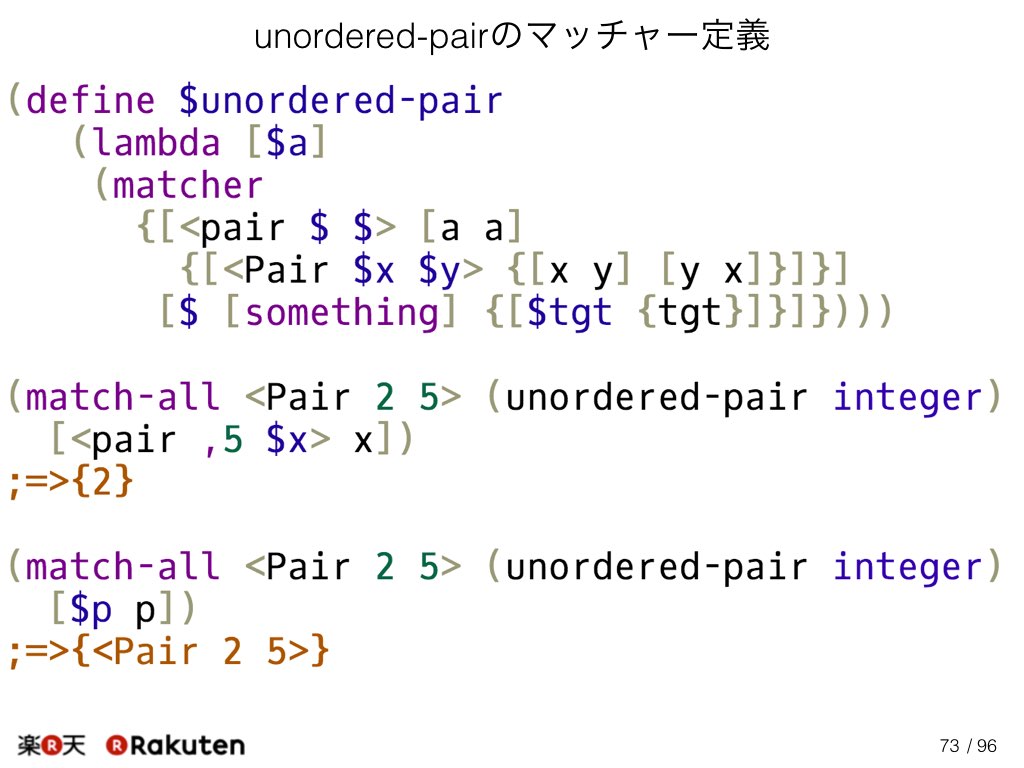 unordered-pairのマッチャー定義
(define $unordered-pair
(lambda [$a]
(matcher
{[<pair $ $> [a a]
{[<Pair $x $y> {[x y] [y x]}]}]
[$ [something] {[$tgt {tgt}]}]})))
(match-all <Pair 2 5> (unordered-pair integer)
[<pair ,5 $x> x])
;=>{2}
(match-all <Pair 2 5> (unordered-pair integer)
[$p p])
;=>{<Pair 2 5>}
楽R天 R Rakuten
73 / 96